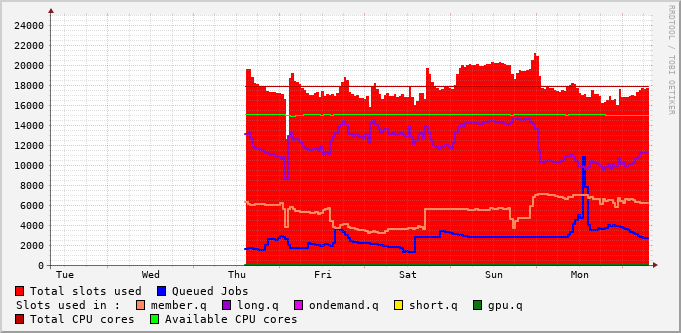 24000
22000
20000
18000
16000
14000
12000
10000
8000
6000
4000
2000
0
Tue Wed Thu Fri Sat Sun Mon
Total slots used Queued Jobs
Slots used in : member.q long.q ondemand.q short.q gpu.q
Total CPU cores Available CPU cores
RRDTOOL / TOBI OETIKER